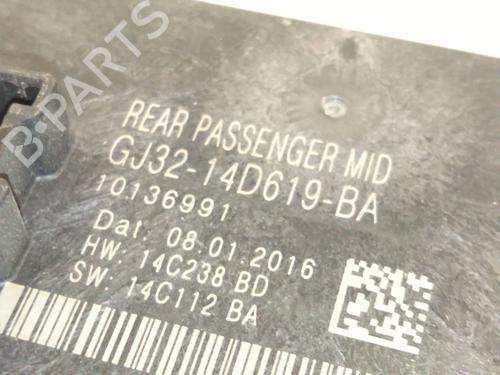 B-PARTS
REAR PASSENGER MID
GJ32-14D619-BA
10136991
Dat: 08.01.2016
HW: 14C238 BD
SW: 14C112 BA